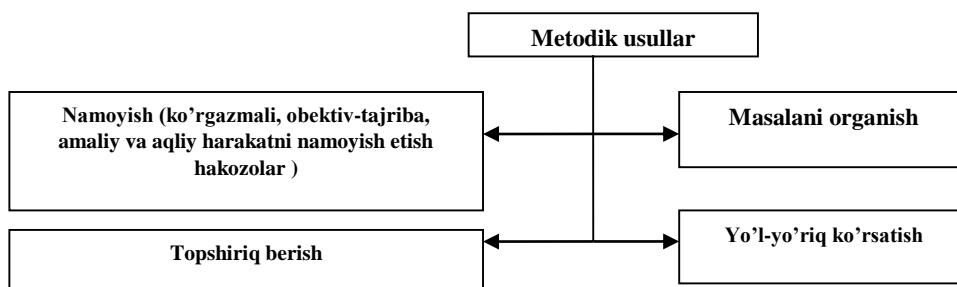 Metodik usullar
Namoyish (ko’rgazmali, obektiv-tajriba,
amaliy va aqliy harakatni namoyish etish
hakozolar )
Masalani organish
Topshiriq berish
Yo’l-yo’riq ko’rsatish